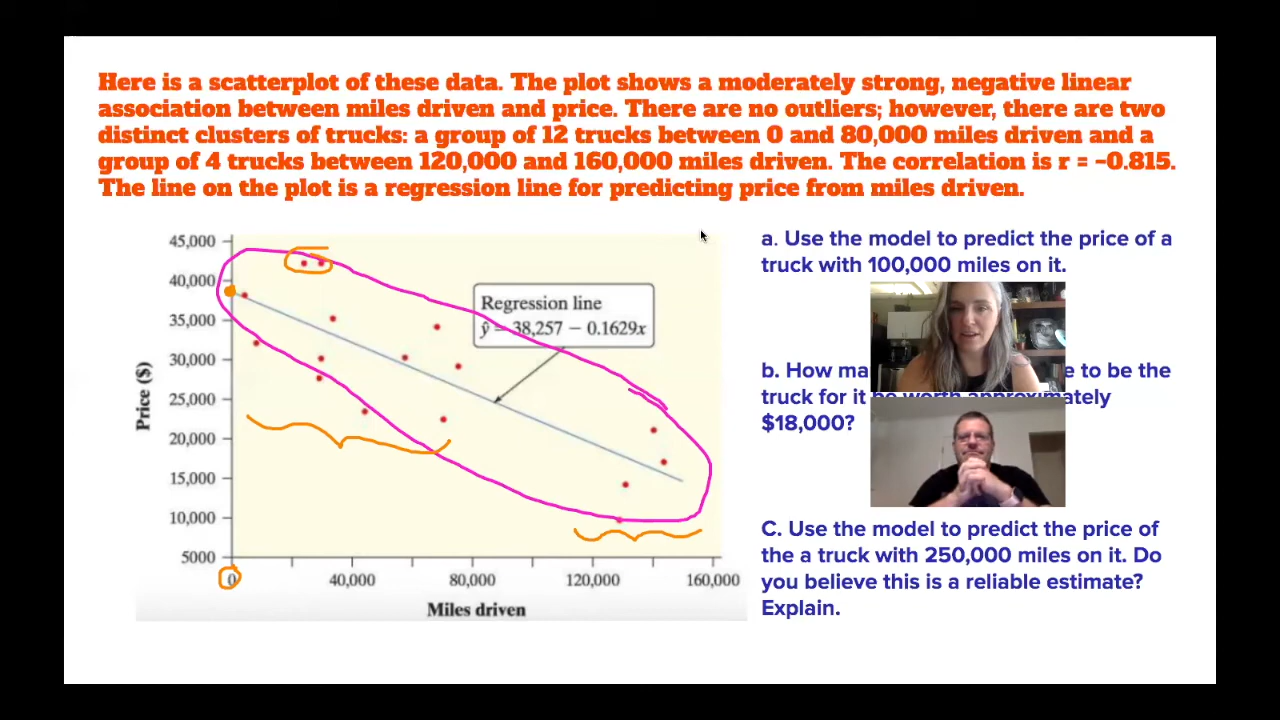 Here is a scatterplot of these data. The plot shows a moderately strong, negative linear
association between miles driven and price. There are no outliers; however, there are two
distinct clusters of trucks: a group of 12 trucks between 0 and 80,000 miles driven and a
group of 4 trucks between 120,000 and 160,000 miles driven. The correlation is r = −0.815.
The line on the plot is a regression line for predicting price from miles driven.
45,000
40,000
35,000
30,000
25,000
20,000
15,000
10,000
5000
Price ($)
Regression line
ŷ = 38,257 − 0.1629x
0 40,000 80,000 120,000 160,000
Miles driven
a. Use the model to predict the price of a
truck with 100,000 miles on it.
b. How ma e to be the
truck for it be worth approximately
$18,000?
C. Use the model to predict the price of
the a truck with 250,000 miles on it. Do
you believe this is a reliable estimate?
Explain.